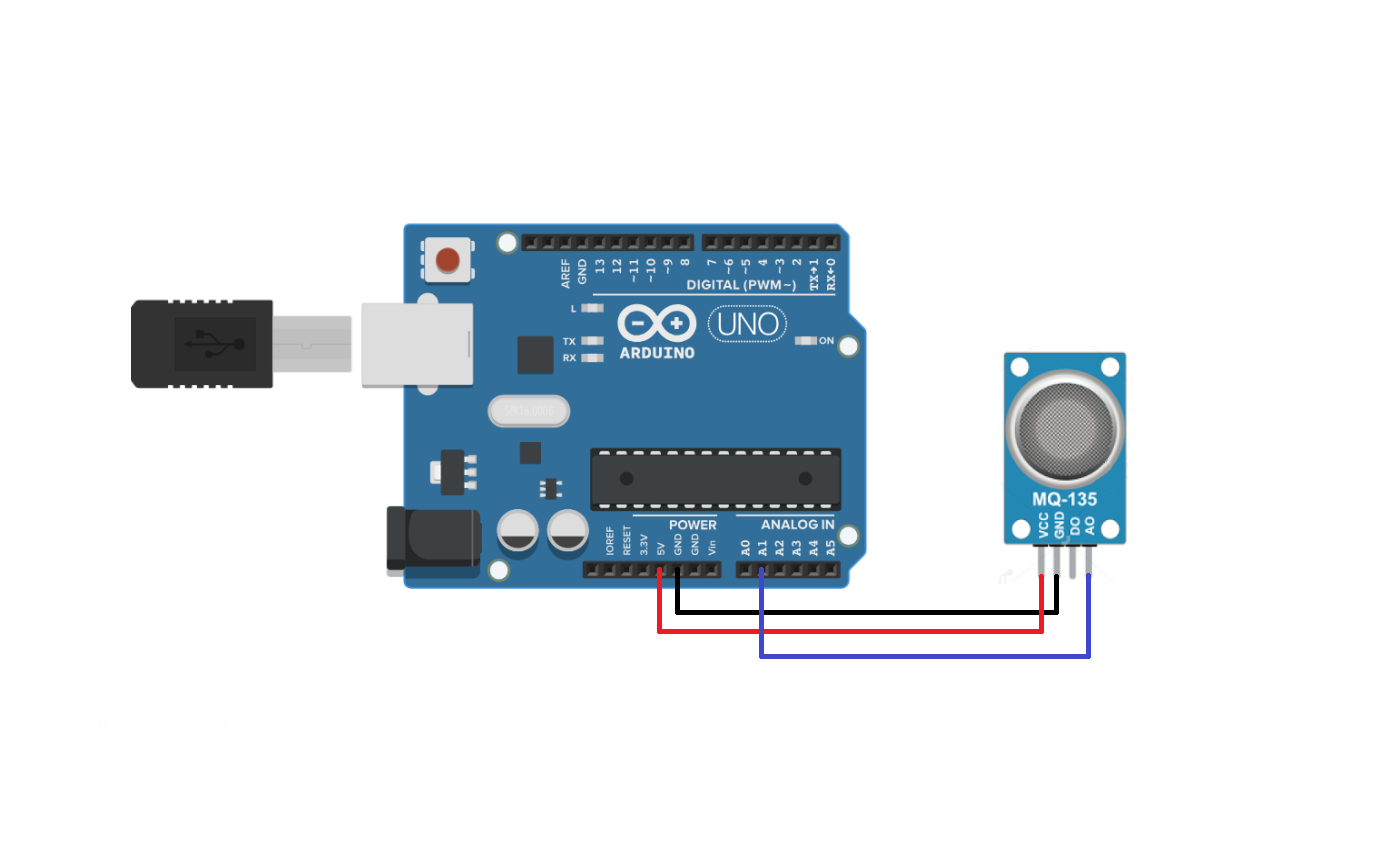 AREF
GND
13
12
~11
~10
~9
8
7
~6
~5
4
~3
2
TX→1
RX←0
DIGITAL (PWM~)
L
TX
RX
ARDUINO
UNO
ON
POWER
ANALOG IN
IOREF
RESET
3.3V
5V
GND
GND
Vin
A0
A1
A2
A3
A4
A5
MQ-135
VCC
GND
DO
AO